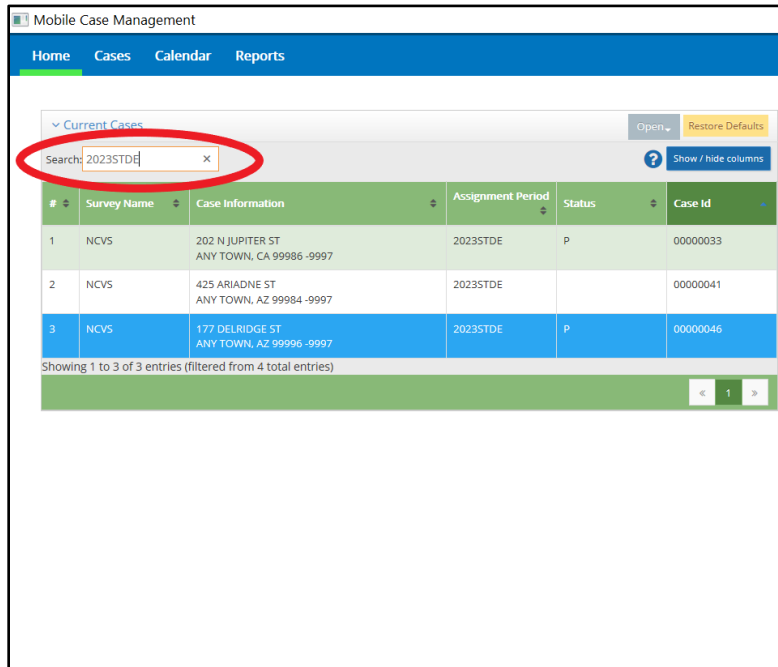 Mobile Case Management
Home Cases Calendar Reports
Current Cases
Open
Restore Defaults
Search: 2023STDE ×
? Show / hide columns
# Survey Name Case Information Assignment Period Status Case Id
1 NCVS 202 N JUPITER ST 2023STDE P 00000033
ANY TOWN, CA 99986 -9997
2 NCVS 425 ARIADNE ST 2023STDE 00000041
ANY TOWN, AZ 99984 -9997
3 NCVS 177 DELRIDGE ST 2023STDE P 00000046
ANY TOWN, AZ 99996 -9997
Showing 1 to 3 of 3 entries (filtered from 4 total entries)
« 1 »